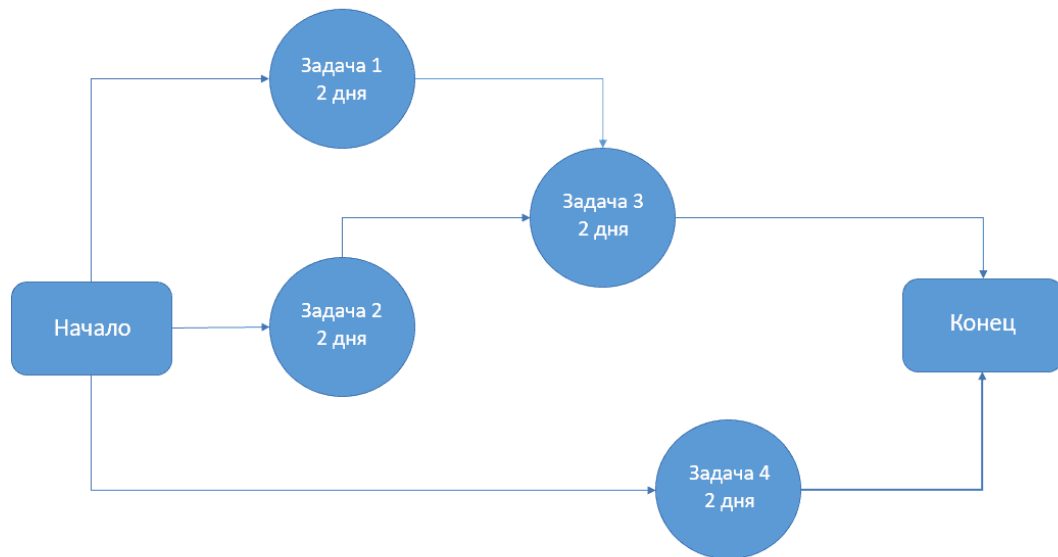 Задача 1
2 дня
Задача 3
2 дня
Начало
Задача 2
2 дня
Конец
Задача 4
2 дня